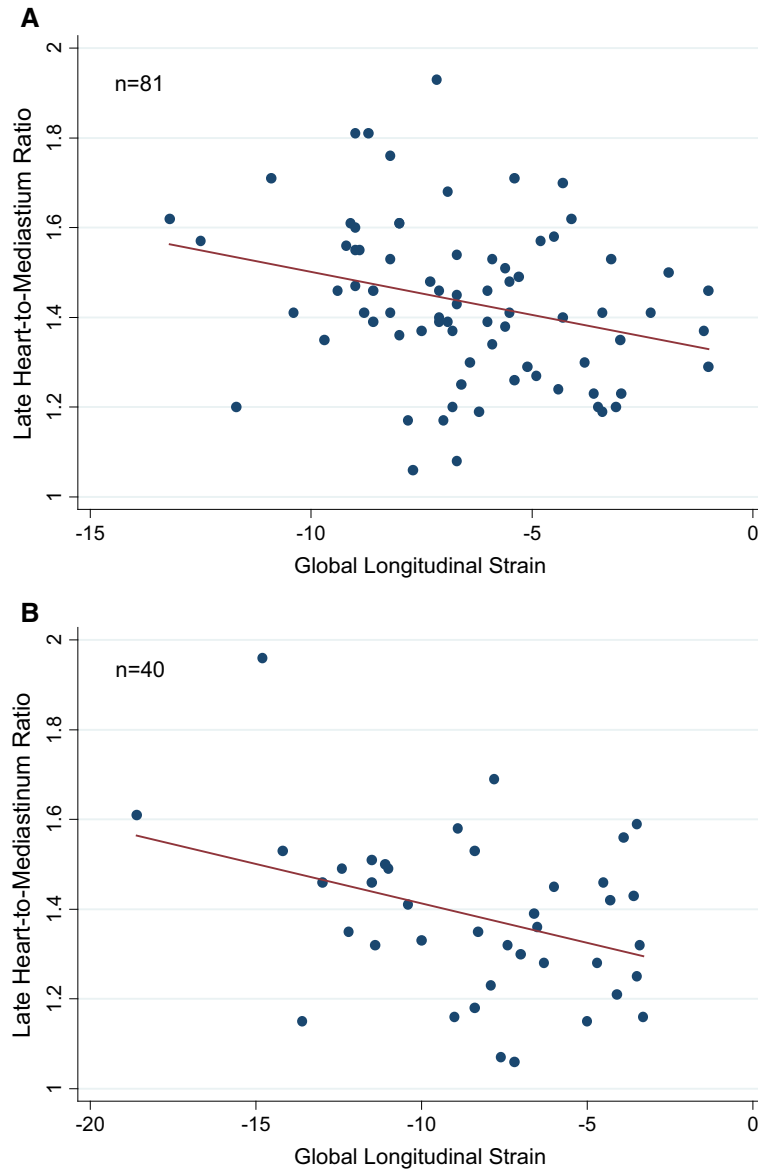 A
n=81
Late Heart-to-Mediastium Ratio
2
1.8
1.6
1.4
1.2
1
-15
-10
-5
0
Global Longitudinal Strain
B
n=40
Late Heart-to-Mediastinum Ratio
2
1.8
1.6
1.4
1.2
1
-20
-15
-10
-5
0
Global Longitudinal Strain